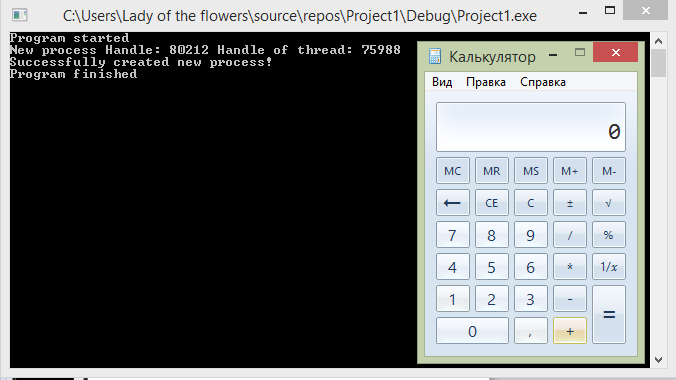 C:\Users\Lady of the flowers\source\repos\Project1\Debug\Project1.exe
Program started
New process Handle: 80212 Handle of thread: 75988
Successfully created new process!
Program finished
Калькулятор
Вид Правка Справка
0
MC MR MS M+ M-
← CE C ± √
7 8 9 / %
4 5 6 * 1/x
1 2 3 - =
0 , +